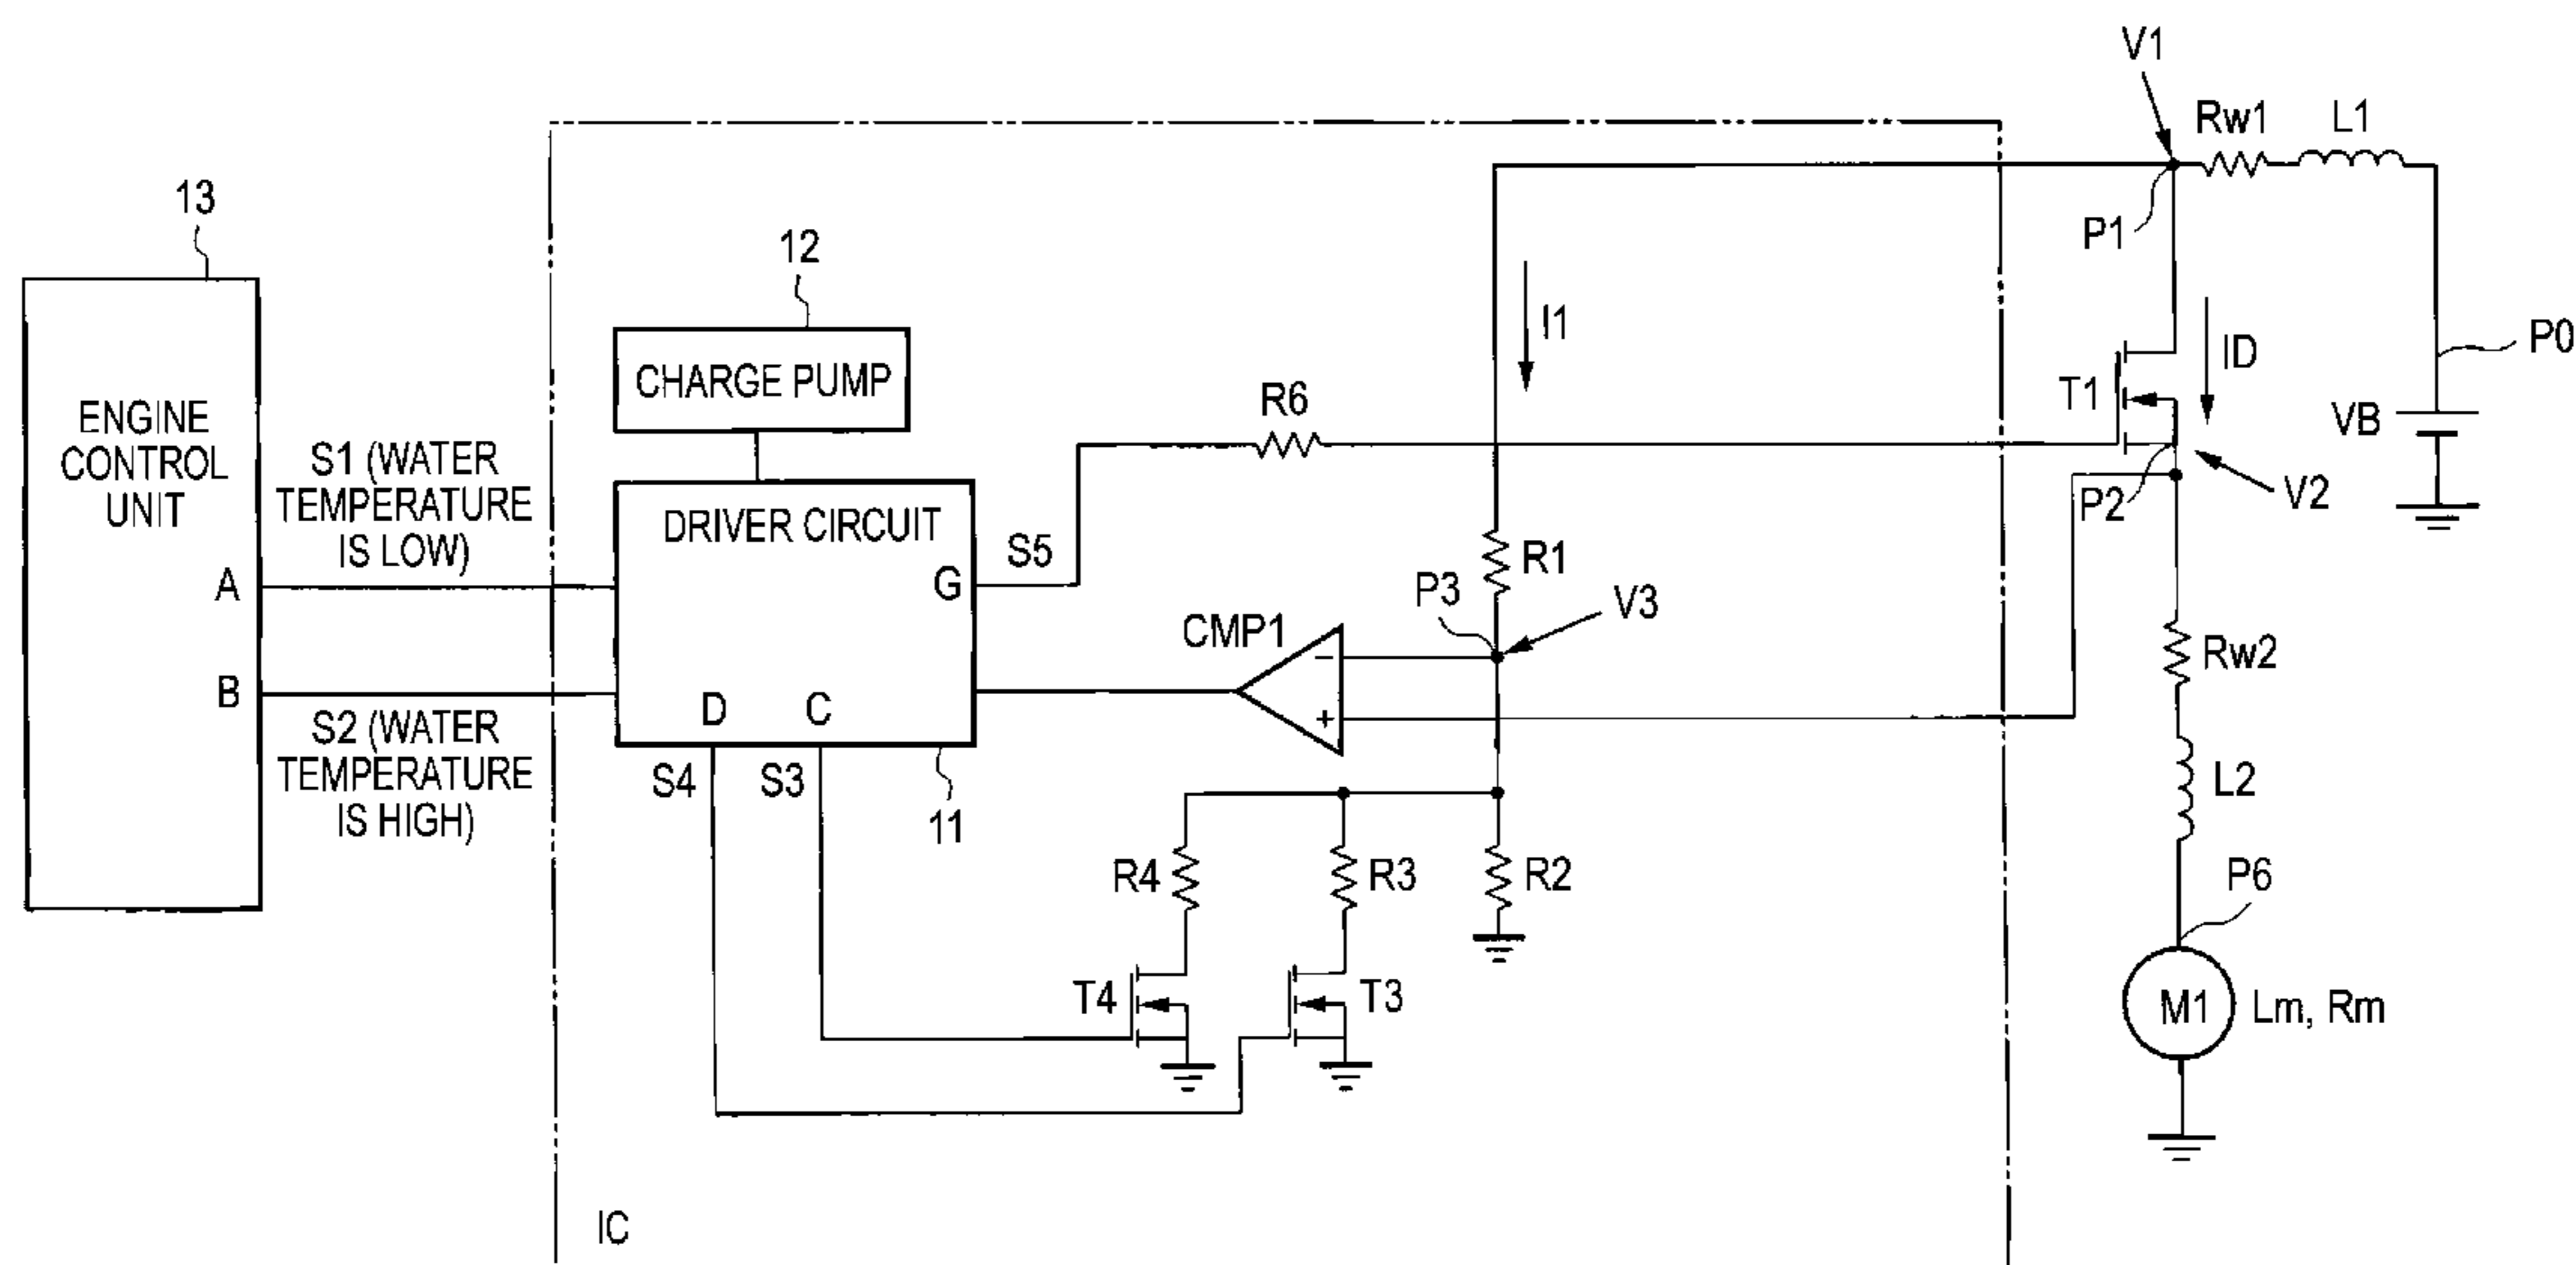 V1
Rw1
L1
13
12
P1
I1
ID
P0
CHARGE PUMP
T1
VB
R6
ENGINE
CONTROL
UNIT
S1 (WATER
TEMPERATURE
IS LOW)
DRIVER CIRCUIT
P2
V2
S5
R1
A
G
P3
V3
CMP1
−
Rw2
B
D
C
+
S2 (WATER
TEMPERATURE
IS HIGH)
S4
S3
11
L2
R4
R3
R2
P6
T4
T3
M1
Lm, Rm
IC